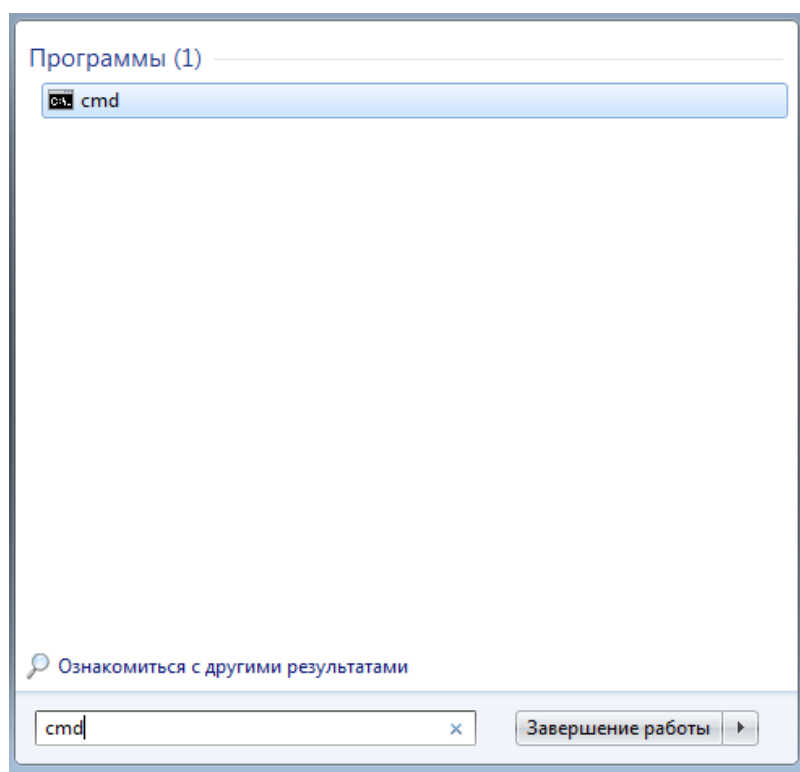 Программы (1)
C:\. cmd
Ознакомиться с другими результатами
cmd
Завершение работы